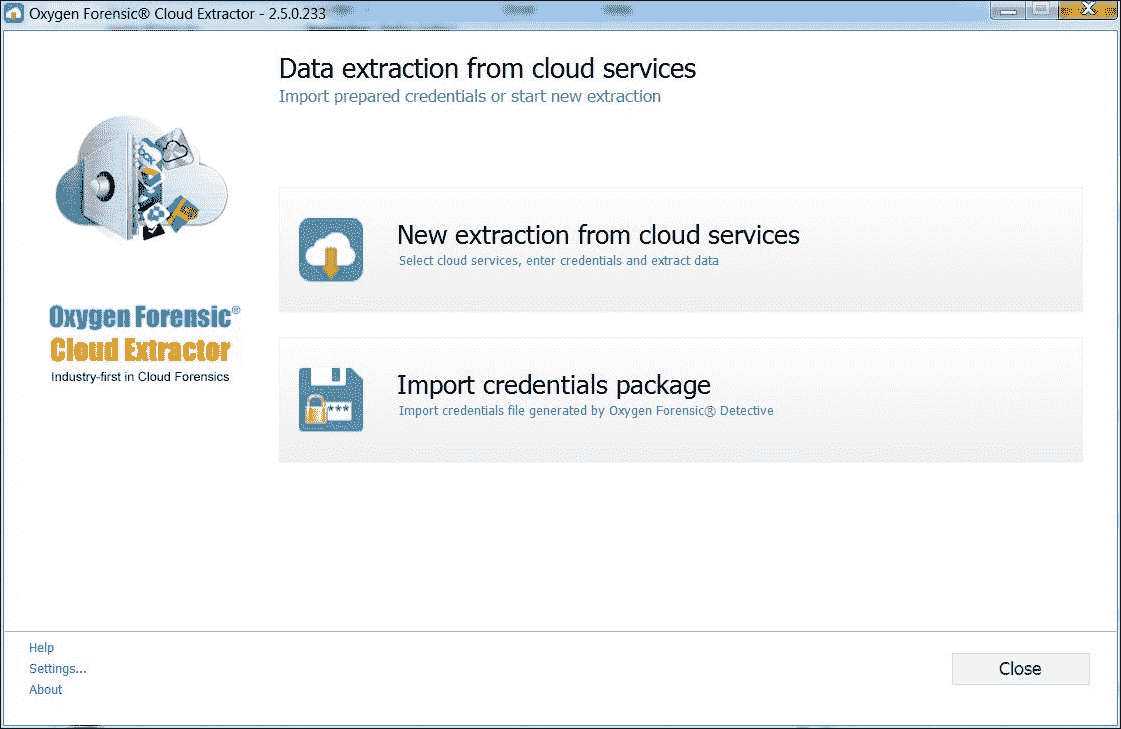 Oxygen Forensic® Cloud Extractor - 2.5.0.233
Data extraction from cloud services
Import prepared credentials or start new extraction
box
New extraction from cloud services
Select cloud services, enter credentials and extract data
Oxygen Forensic®
Cloud Extractor
Industry-first in Cloud Forensics
Import credentials package
Import credentials file generated by Oxygen Forensic® Detective
***
Help
Settings...
About
Close